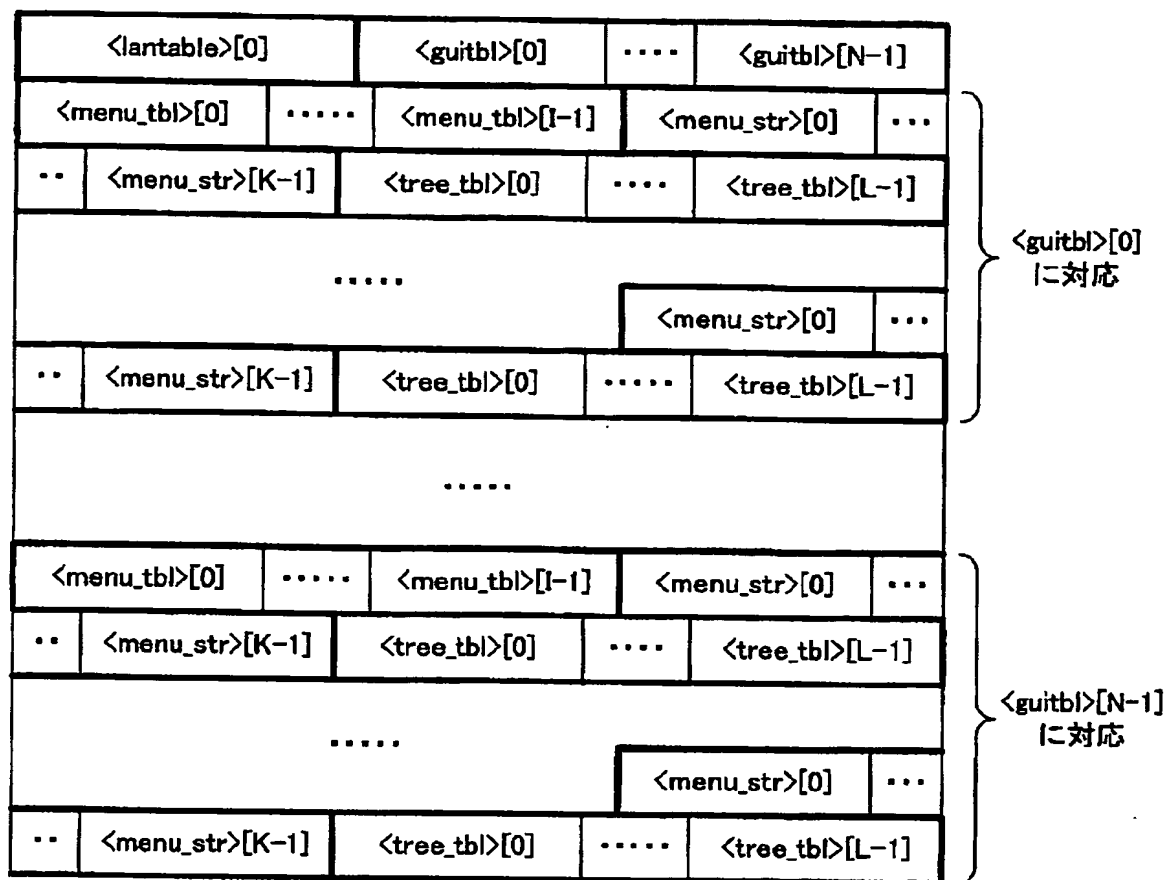 <lantable>[0] <guitbl>[0] ‥‥ <guitbl>[N-1]
<menu_tbl>[0] ‥‥‥ <menu_tbl>[I-1] <menu_str>[0] …
‥ <menu_str>[K-1] <tree_tbl>[0] ‥‥ <tree_tbl>[L-1]
<guitbl>[0]
に対応
‥‥‥
<menu_str>[0] …
‥ <menu_str>[K-1] <tree_tbl>[0] ‥‥‥ <tree_tbl>[L-1]
‥‥‥
<menu_tbl>[0] ‥‥‥ <menu_tbl>[I-1] <menu_str>[0] …
‥ <menu_str>[K-1] <tree_tbl>[0] ‥‥ <tree_tbl>[L-1]
<guitbl>[N-1]
に対応
‥‥‥
<menu_str>[0] …
‥ <menu_str>[K-1] <tree_tbl>[0] ‥‥‥ <tree_tbl>[L-1]